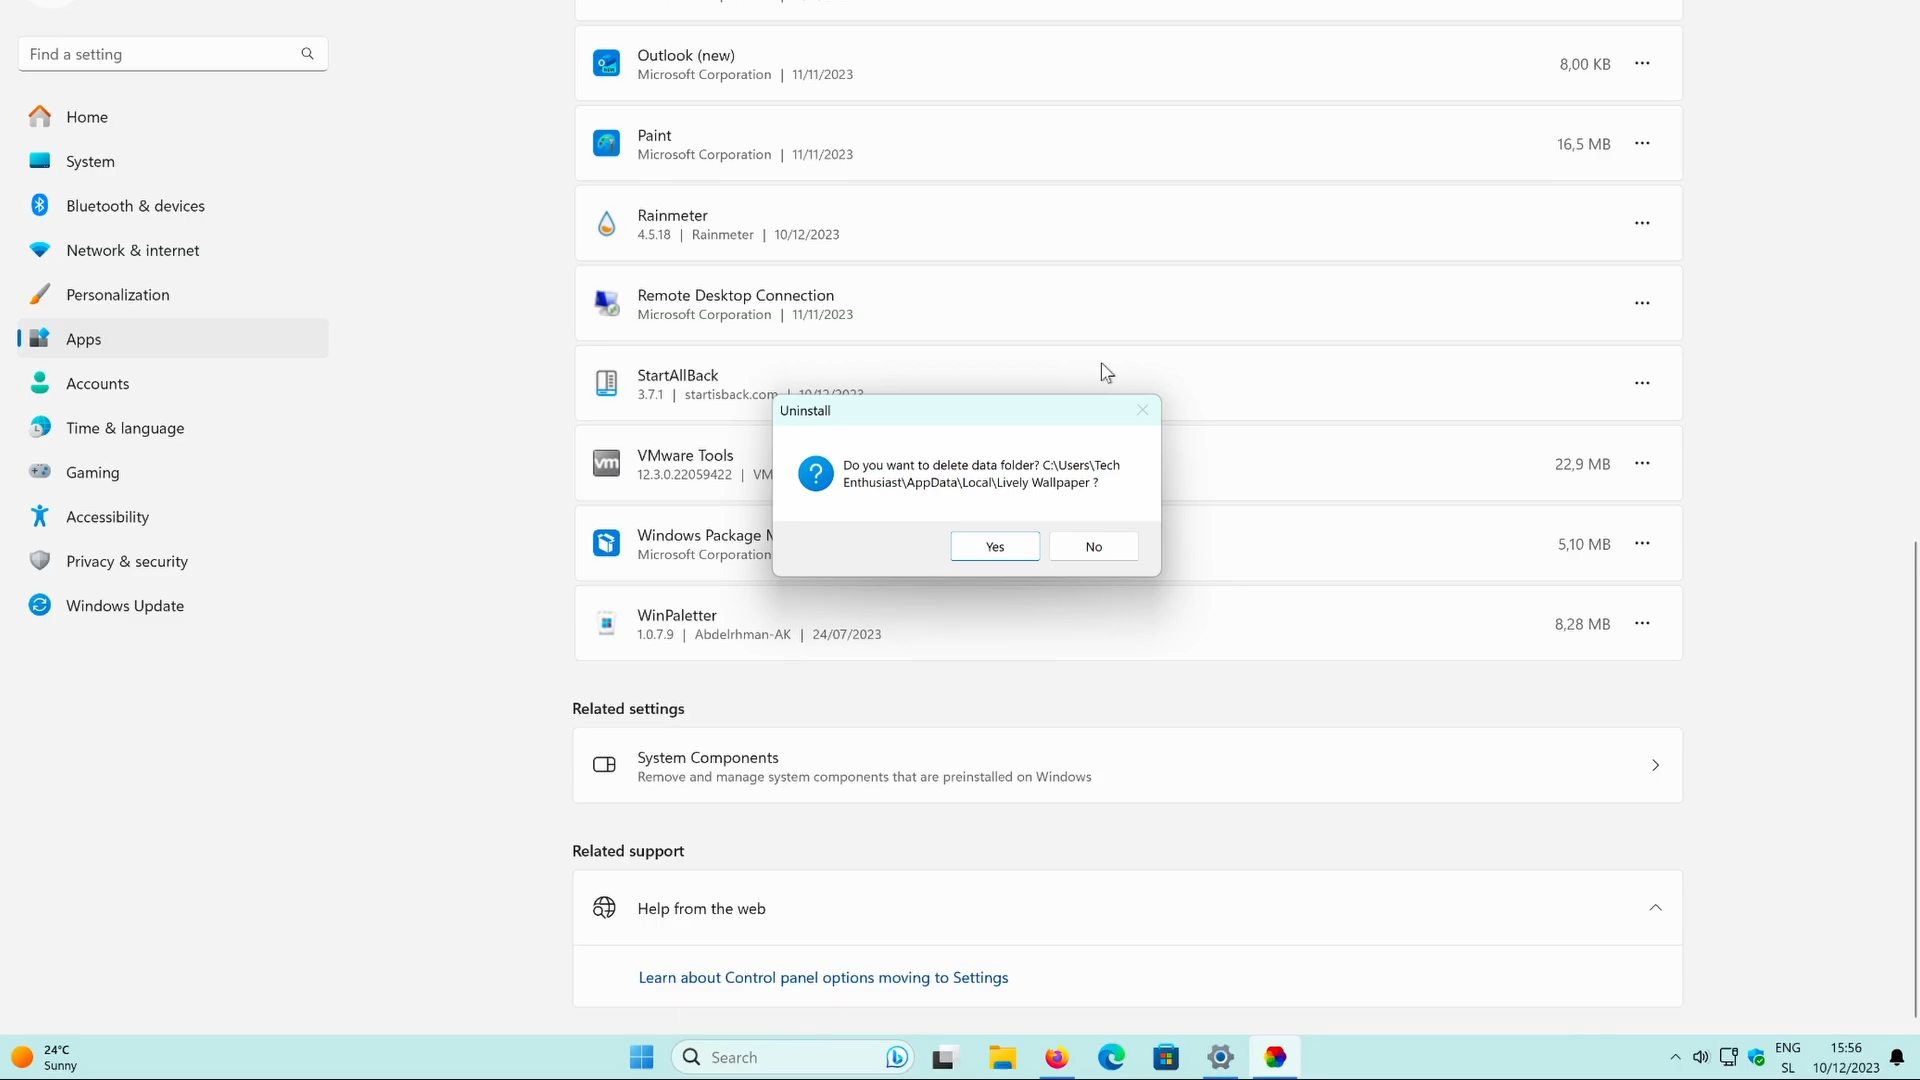 Find a setting
Home
System
Bluetooth & devices
Network & internet
Personalization
Apps
Accounts
Time & language
Gaming
Accessibility
Privacy & security
Windows Update
Outlook (new)
Microsoft Corporation | 11/11/2023
8,00 KB
Paint
Microsoft Corporation | 11/11/2023
16,5 MB
Rainmeter
4.5.18 | Rainmeter | 10/12/2023
Remote Desktop Connection
Microsoft Corporation | 11/11/2023
StartAllBack
3.7.1 | startisback.com | 10/12/2023
VMware Tools
12.3.0.22059422 | VM
22,9 MB
Windows Package M
Microsoft Corporation
5,10 MB
WinPaletter
1.0.7.9 | Abdelrhman-AK | 24/07/2023
8,28 MB
Uninstall
Do you want to delete data folder? C:\Users\Tech
Enthusiast\AppData\Local\Lively Wallpaper ?
Yes
No
Related settings
System Components
Remove and manage system components that are preinstalled on Windows
Related support
Help from the web
Learn about Control panel options moving to Settings
24°C
Sunny
Search
ENG
SL
15:56
10/12/2023